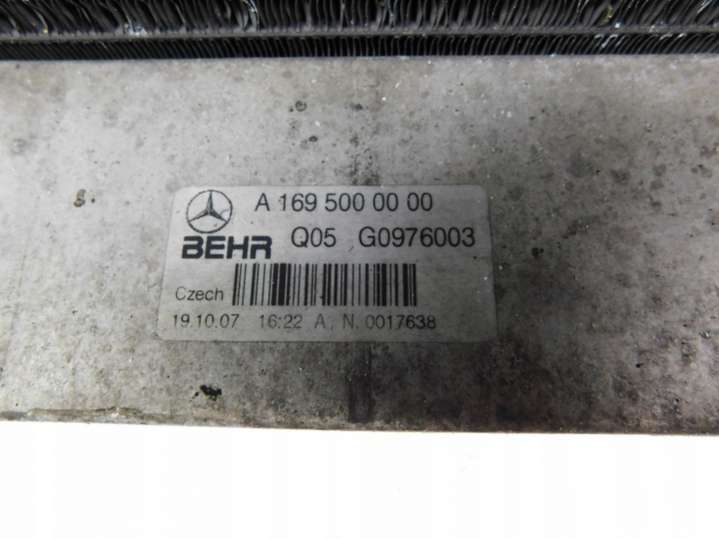 A 169 500 00 00
BEHR Q05 G0976003
Czech
19.10.07 16:22 A , N. 0017638